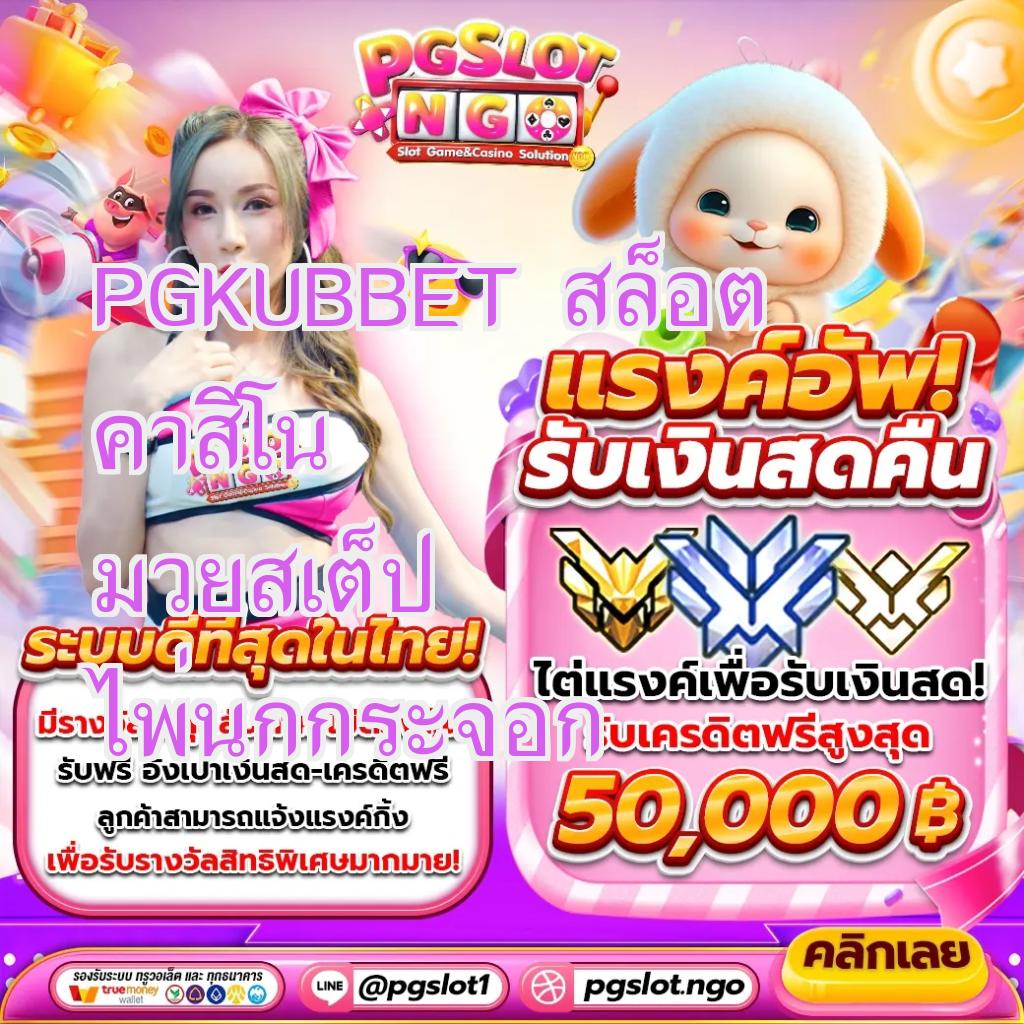 PGSLOT
NGO
Slot Game&Casino Solution
PGKUBBET สล็อต
คาสิโน
มวยสเต็ป
ไพ่นกกระจอก
แรงค์อัพ!
รับเงินสดคืน
ไต่แรงค์เพื่อรับเงินสด!
รับเครดิตฟรีสูงสุด
50,000 ฿
ระบบดีที่สุดในไทย!
รับฟรี อั่งเปาเงินสด-เครดิตฟรี
ลูกค้าสามารถแจ้งแรงค์กิ้ง
เพื่อรับรางวัลสิทธิพิเศษมากมาย!
คลิกเลย
รองรับระบบ ทรูวอเล็ต และ ทุกธนาคาร
truemoney
wallet
LINE @pgslot1
pgslot.ngo